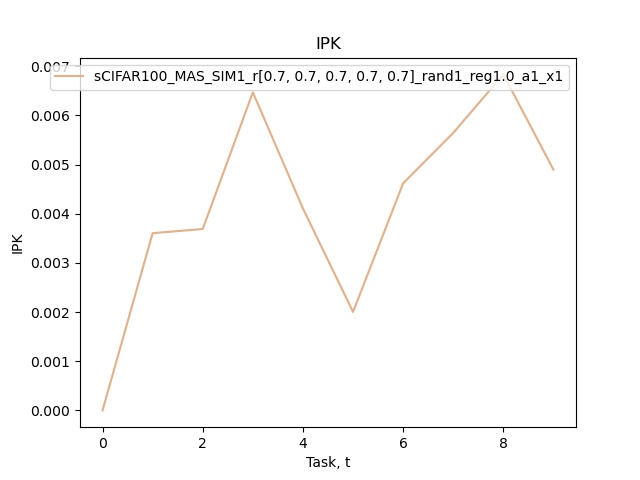 IPK
0.007
sCIFAR100_MAS_SIM1_r[0.7, 0.7, 0.7, 0.7, 0.7]_rand1_reg1.0_a1_x1
0.006
0.005
0.004
0.003
0.002
0.001
0.000
IPK
0 2 4 6 8
Task, t